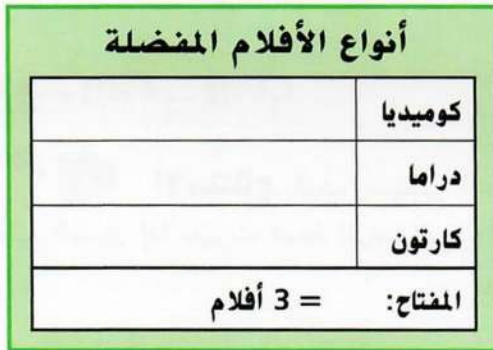 أنواع الأفلام المفضلة
كوميديا
دراما
كارتون
المفتاح: = 3 أفلام